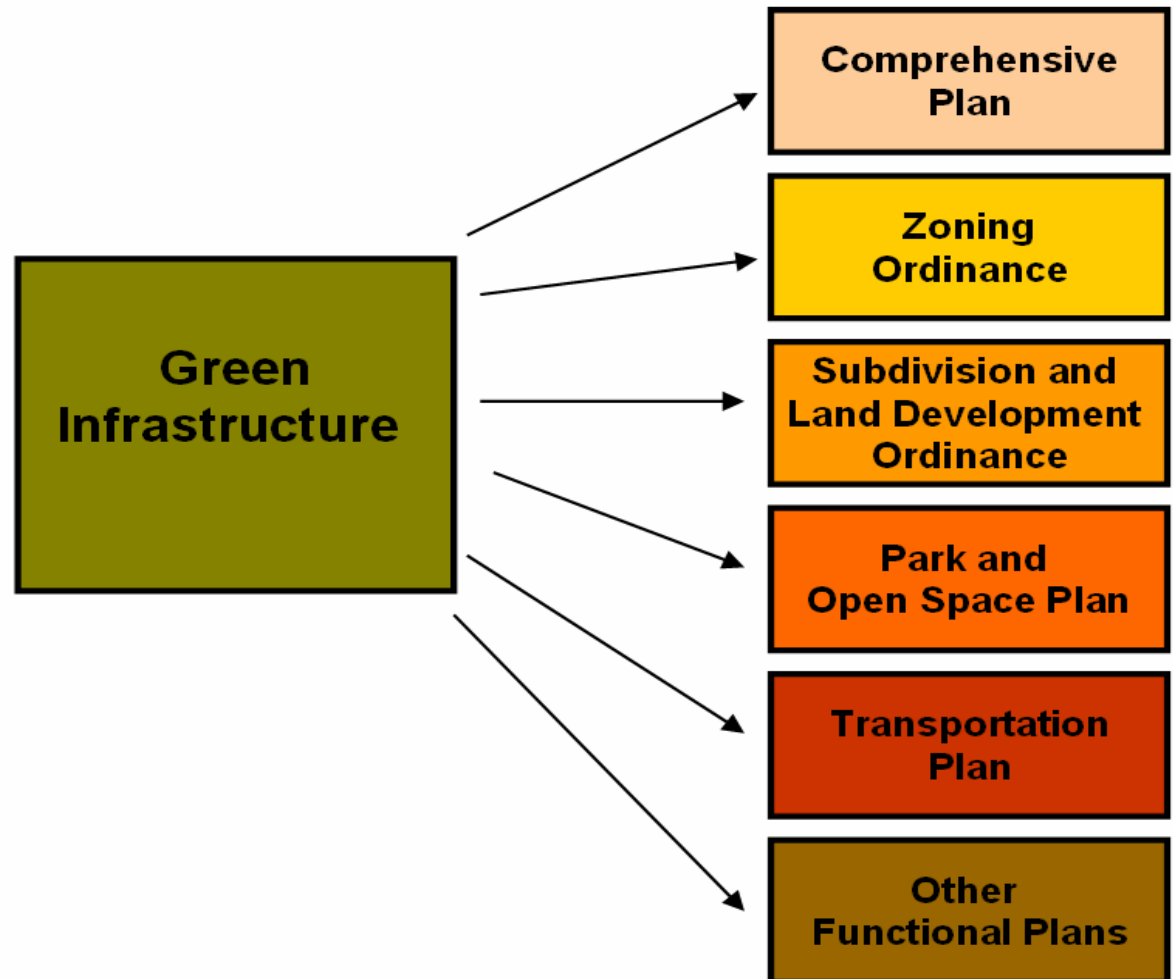 Comprehensive
Plan
Zoning
Ordinance
Green
Infrastructure
Subdivision and
Land Development
Ordinance
Park and
Open Space Plan
Transportation
Plan
Other
Functional Plans